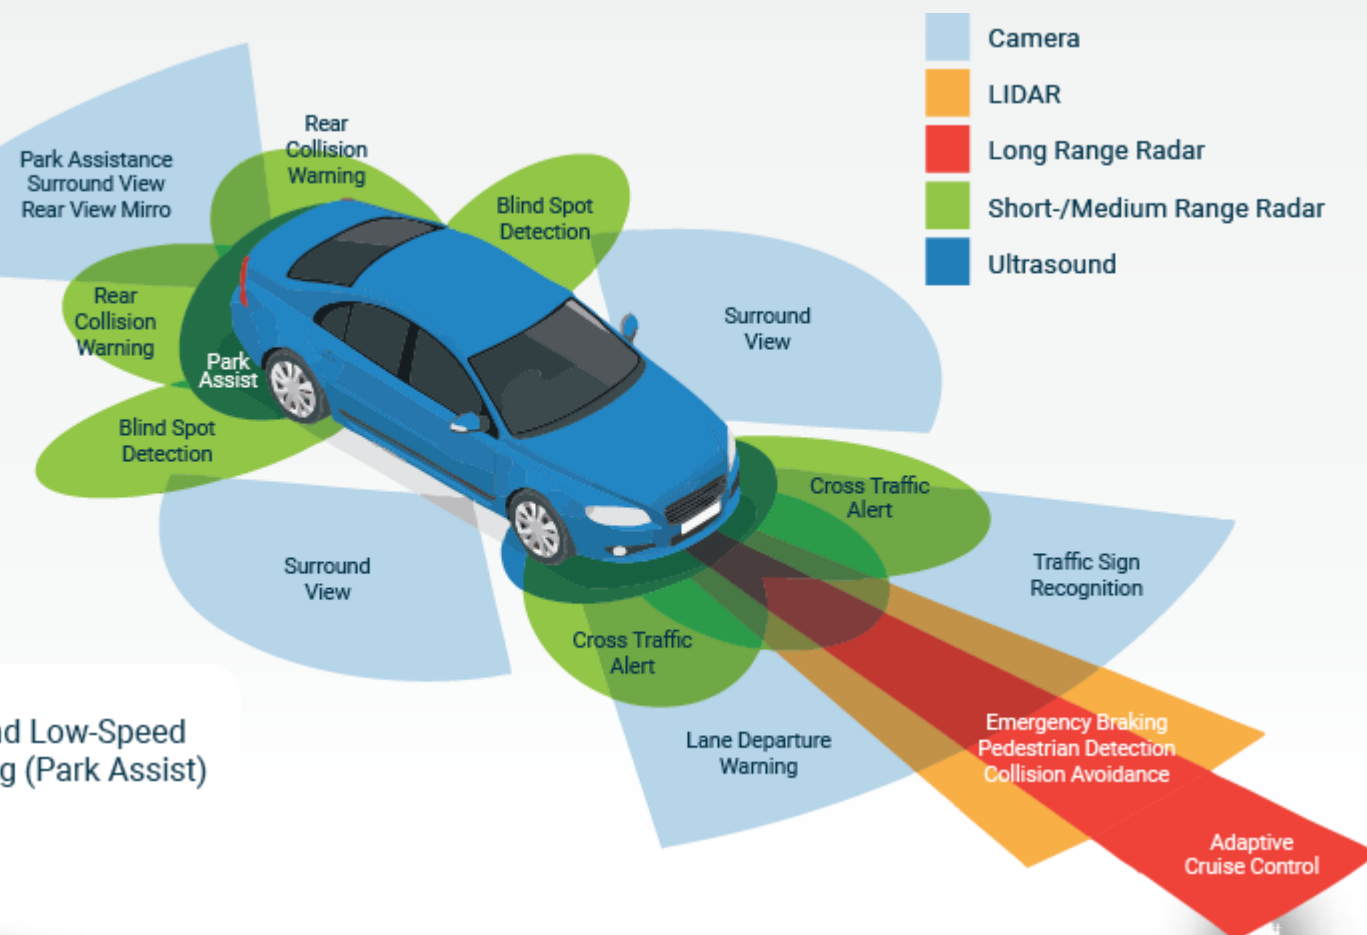 Camera
LIDAR
Long Range Radar
Short-/Medium Range Radar
Ultrasound
Park Assistance
Surround View
Rear View Mirro
Rear
Collision
Warning
Blind Spot
Detection
Rear
Collision
Warning
Park
Assist
Blind Spot
Detection
Surround
View
Surround
View
Cross Traffic
Alert
Traffic Sign
Recognition
Cross Traffic
Alert
Lane Departure
Warning
Emergency Braking
Pedestrian Detection
Collision Avoidance
Adaptive
Cruise Control
Low-Speed
(Park Assist)